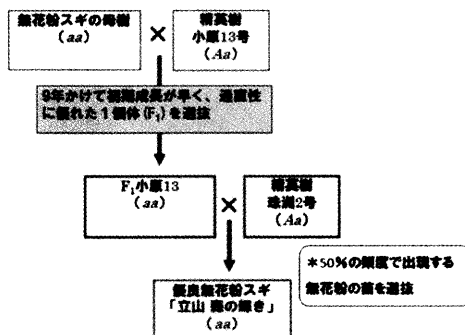 無花粉スギの母樹
(aa)
×
精英樹
小原13号
(Aa)
9年かけて初期成長が早く、通直性
に優れた1個体(F₁)を選抜
F₁小原13
(aa)
×
精英樹
珠洲2号
(Aa)
*50%の頻度で出現する
無花粉の苗を選抜
優良無花粉スギ
「立山 森の輝き」
(aa)